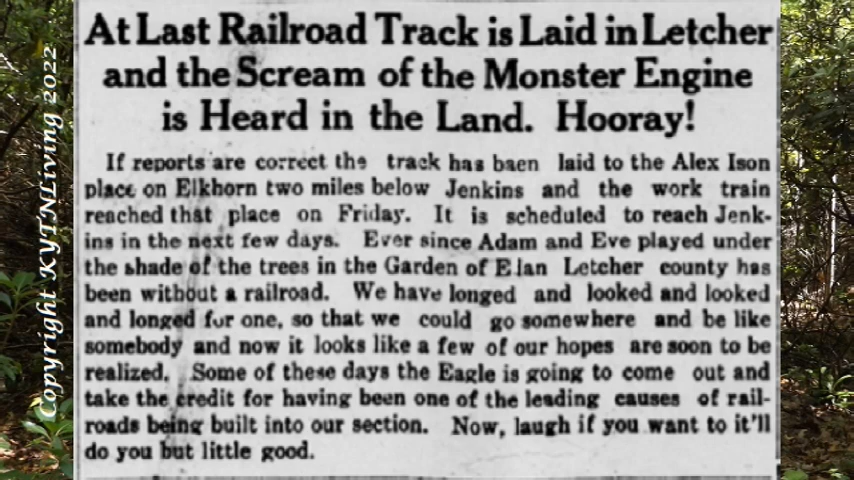 At Last Railroad Track is Laid in Letcher
and the Scream of the Monster Engine
is Heard in the Land. Hooray!
If reports are correct the track has baen laid to the Alex Ison
place on Elkhorn two miles below Jenkins and the work train
reached that place on Friday. It is scheduled to reach Jenk-
ins in the next few days. Ever since Adam and Eve played under
the shade of the trees in the Garden of Elan Letcher county has
been without a railroad. We have longed and looked and looked
and longed for one, so that we could go somewhere and be like
somebody and now it looks like a few of our hopes are soon to be
realized. Some of these days the Eagle is going to come out and
take the credit for having been one of the leading causes of rail-
roads being built into our section. Now, laugh if you want to it'll
do you but little good.
Copyright KYTNLiving 2022